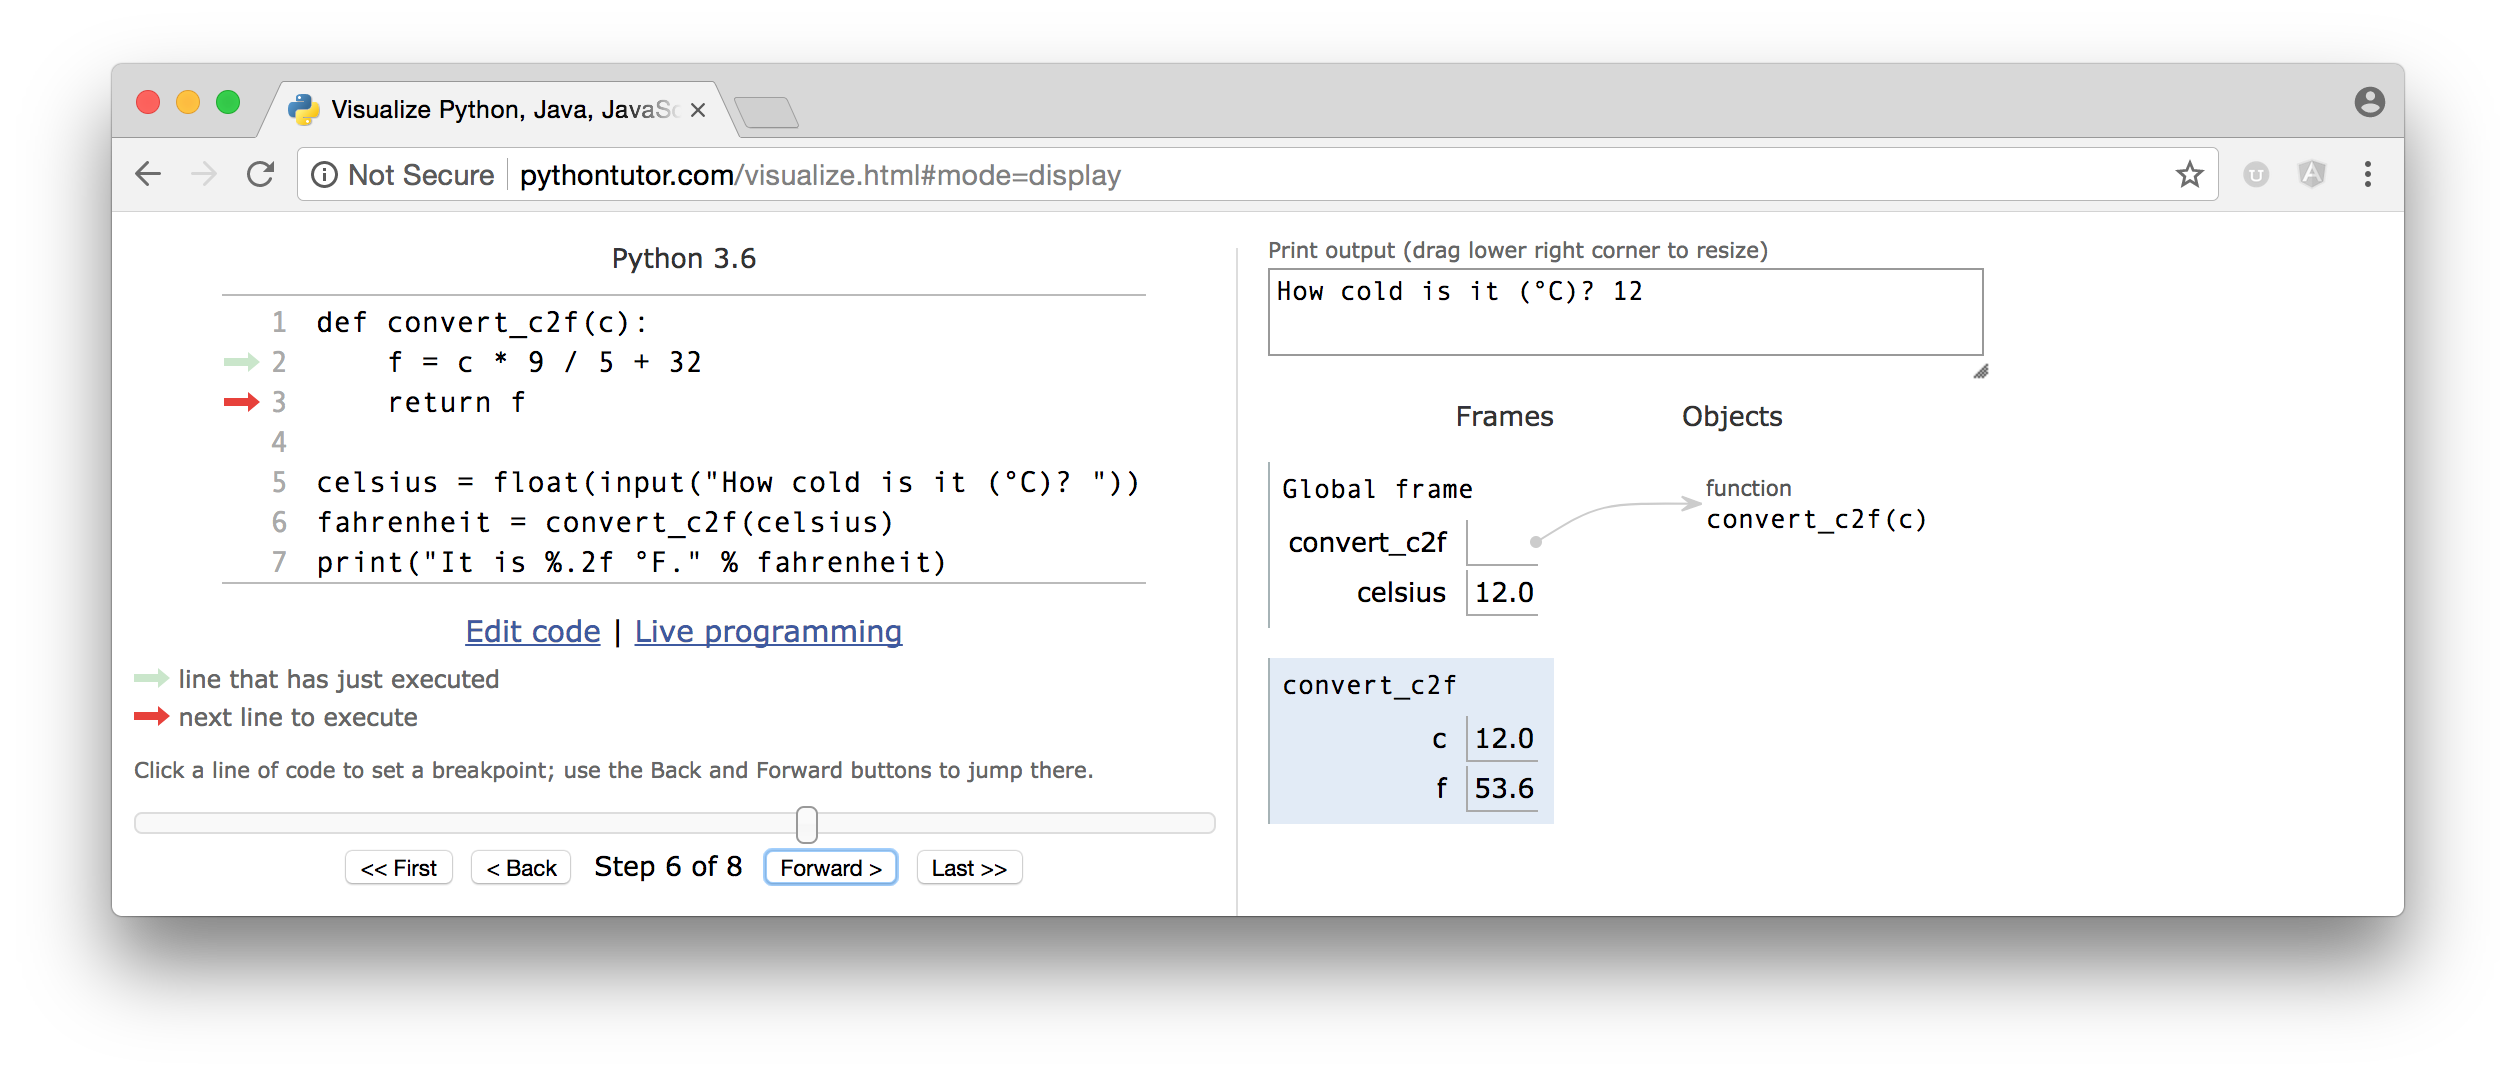 Visualize Python, Java, JavaSc
Not Secure
pythontutor.com/visualize.html#mode=display
Python 3.6
1 def convert_c2f(c):
2     f = c * 9 / 5 + 32
3     return f
4
5 celsius = float(input("How cold is it (°C)? "))
6 fahrenheit = convert_c2f(celsius)
7 print("It is %.2f °F." % fahrenheit)
Edit code | Live programming
line that has just executed
next line to execute
Click a line of code to set a breakpoint; use the Back and Forward buttons to jump there.
<< First
< Back
Step 6 of 8
Forward >
Last >>
Print output (drag lower right corner to resize)
How cold is it (°C)? 12
Frames
Objects
Global frame
convert_c2f
celsius 12.0
function
convert_c2f(c)
convert_c2f
c 12.0
f 53.6